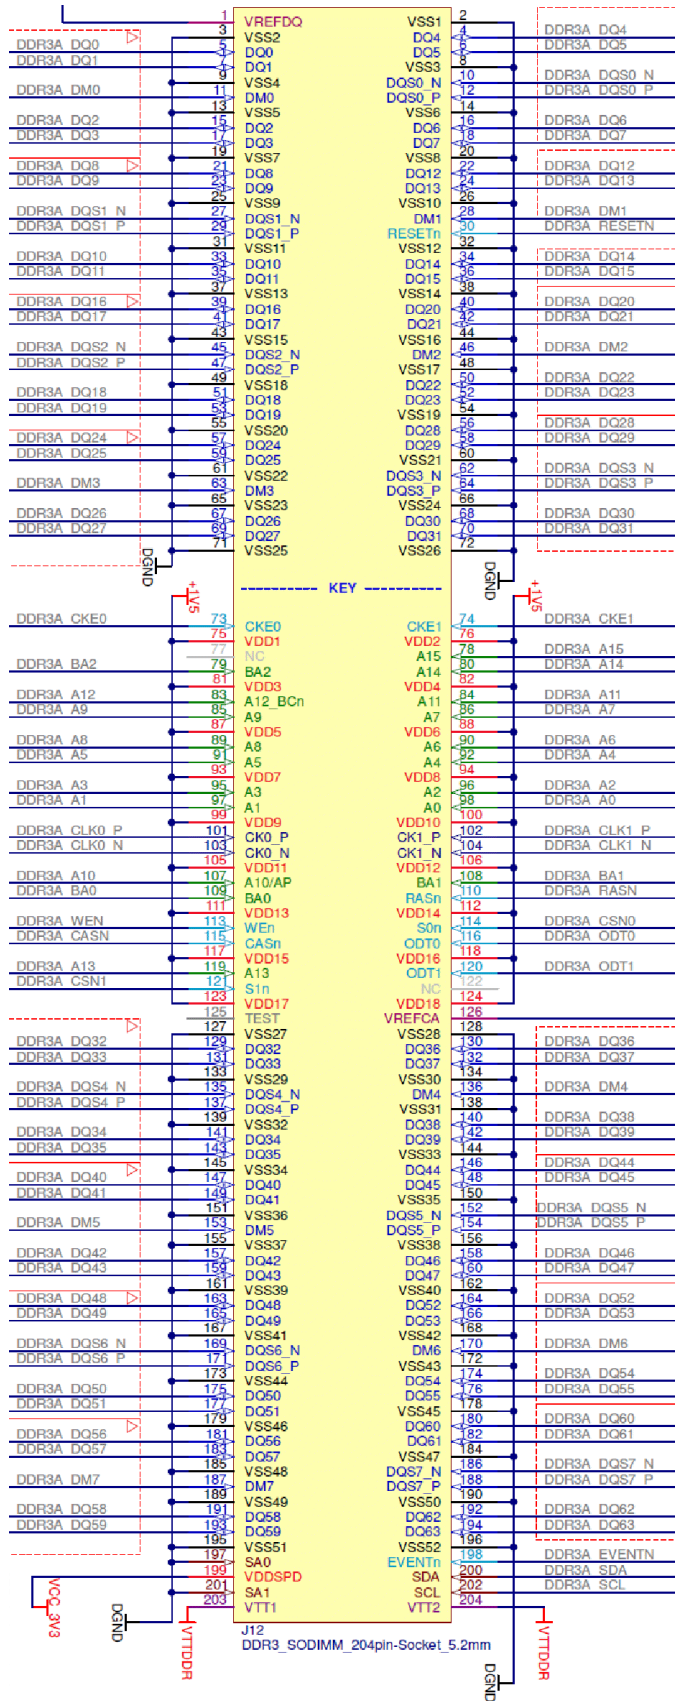 1 VREFDQ VSS1 2
3 VSS2 DQ4 4 DDR3A_DQ4
DDR3A_DQ0 5 DQ0 DQ5 6 DDR3A_DQ5
DDR3A_DQ1 7 DQ1 VSS3 8
9 VSS4 DQS0_N 10 DDR3A_DQS0_N
DDR3A_DM0 11 DM0 DQS0_P 12 DDR3A_DQS0_P
13 VSS5 VSS6 14
DDR3A_DQ2 15 DQ2 DQ6 16 DDR3A_DQ6
DDR3A_DQ3 17 DQ3 DQ7 18 DDR3A_DQ7
19 VSS7 VSS8 20
DDR3A_DQ8 21 DQ8 DQ12 22 DDR3A_DQ12
DDR3A_DQ9 23 DQ9 DQ13 24 DDR3A_DQ13
25 VSS9 VSS10 26
DDR3A_DQS1_N 27 DQS1_N DM1 28 DDR3A_DM1
DDR3A_DQS1_P 29 DQS1_P RESETn 30 DDR3A_RESETN
31 VSS11 VSS12 32
DDR3A_DQ10 33 DQ10 DQ14 34 DDR3A_DQ14
DDR3A_DQ11 35 DQ11 DQ15 36 DDR3A_DQ15
37 VSS13 VSS14 38
DDR3A_DQ16 39 DQ16 DQ20 40 DDR3A_DQ20
DDR3A_DQ17 41 DQ17 DQ21 42 DDR3A_DQ21
43 VSS15 VSS16 44
DDR3A_DQS2_N 45 DQS2_N DM2 46 DDR3A_DM2
DDR3A_DQS2_P 47 DQS2_P VSS17 48
49 VSS18 DQ22 50 DDR3A_DQ22
DDR3A_DQ18 51 DQ18 DQ23 52 DDR3A_DQ23
DDR3A_DQ19 53 DQ19 VSS19 54
55 VSS20 DQ28 56 DDR3A_DQ28
DDR3A_DQ24 57 DQ24 DQ29 58 DDR3A_DQ29
DDR3A_DQ25 59 DQ25 VSS21 60
61 VSS22 DQS3_N 62 DDR3A_DQS3_N
DDR3A_DM3 63 DM3 DQS3_P 64 DDR3A_DQS3_P
65 VSS23 VSS24 66
DDR3A_DQ26 67 DQ26 DQ30 68 DDR3A_DQ30
DDR3A_DQ27 69 DQ27 DQ31 70 DDR3A_DQ31
71 VSS25 VSS26 72
DGND DGND
KEY
+1V5 +1V5
DDR3A_CKE0 73 CKE0 CKE1 74 DDR3A_CKE1
75 VDD1 VDD2 76
77 NC A15 78 DDR3A_A15
DDR3A_BA2 79 BA2 A14 80 DDR3A_A14
81 VDD3 VDD4 82
DDR3A_A12 83 A12_BCn A11 84 DDR3A_A11
DDR3A_A9 85 A9 A7 86 DDR3A_A7
87 VDD5 VDD6 88
DDR3A_A8 89 A8 A6 90 DDR3A_A6
DDR3A_A5 91 A5 A4 92 DDR3A_A4
93 VDD7 VDD8 94
DDR3A_A3 95 A3 A2 96 DDR3A_A2
DDR3A_A1 97 A1 A0 98 DDR3A_A0
99 VDD9 VDD10 100
DDR3A_CLK0_P 101 CK0_P CK1_P 102 DDR3A_CLK1_P
DDR3A_CLK0_N 103 CK0_N CK1_N 104 DDR3A_CLK1_N
105 VDD11 VDD12 106
DDR3A_A10 107 A10/AP BA1 108 DDR3A_BA1
DDR3A_BA0 109 BA0 RASn 110 DDR3A_RASN
111 VDD13 VDD14 112
DDR3A_WEN 113 WEn S0n 114 DDR3A_CSN0
DDR3A_CASN 115 CASn ODT0 116 DDR3A_ODT0
117 VDD15 VDD16 118
DDR3A_A13 119 A13 ODT1 120 DDR3A_ODT1
DDR3A_CSN1 121 S1n NC 122
123 VDD17 VDD18 124
125 TEST VREFCA 126
127 VSS27 VSS28 128
DDR3A_DQ32 129 DQ32 DQ36 130 DDR3A_DQ36
DDR3A_DQ33 131 DQ33 DQ37 132 DDR3A_DQ37
133 VSS29 VSS30 134
DDR3A_DQS4_N 135 DQS4_N DM4 136 DDR3A_DM4
DDR3A_DQS4_P 137 DQS4_P VSS31 138
139 VSS32 DQ38 140 DDR3A_DQ38
DDR3A_DQ34 141 DQ34 DQ39 142 DDR3A_DQ39
DDR3A_DQ35 143 DQ35 VSS33 144
145 VSS34 DQ44 146 DDR3A_DQ44
DDR3A_DQ40 147 DQ40 DQ45 148 DDR3A_DQ45
DDR3A_DQ41 149 DQ41 VSS35 150
151 VSS36 DQS5_N 152 DDR3A_DQS5_N
DDR3A_DM5 153 DM5 DQS5_P 154 DDR3A_DQS5_P
155 VSS37 VSS38 156
DDR3A_DQ42 157 DQ42 DQ46 158 DDR3A_DQ46
DDR3A_DQ43 159 DQ43 DQ47 160 DDR3A_DQ47
161 VSS39 VSS40 162
DDR3A_DQ48 163 DQ48 DQ52 164 DDR3A_DQ52
DDR3A_DQ49 165 DQ49 DQ53 166 DDR3A_DQ53
167 VSS41 VSS42 168
DDR3A_DQS6_N 169 DQS6_N DM6 170 DDR3A_DM6
DDR3A_DQS6_P 171 DQS6_P VSS43 172
173 VSS44 DQ54 174 DDR3A_DQ54
DDR3A_DQ50 175 DQ50 DQ55 176 DDR3A_DQ55
DDR3A_DQ51 177 DQ51 VSS45 178
179 VSS46 DQ60 180 DDR3A_DQ60
DDR3A_DQ56 181 DQ56 DQ61 182 DDR3A_DQ61
DDR3A_DQ57 183 DQ57 VSS47 184
185 VSS48 DQS7_N 186 DDR3A_DQS7_N
DDR3A_DM7 187 DM7 DQS7_P 188 DDR3A_DQS7_P
189 VSS49 VSS50 190
DDR3A_DQ58 191 DQ58 DQ62 192 DDR3A_DQ62
DDR3A_DQ59 193 DQ59 DQ63 194 DDR3A_DQ63
195 VSS51 VSS52 196
197 SA0 EVENTn 198 DDR3A_EVENTN
199 VDDSPD SDA 200 DDR3A_SDA
201 SA1 SCL 202 DDR3A_SCL
203 VTT1 VTT2 204
VCC_3V3 DGND VTTDDR VTTDDR
J12
DDR3_SODIMM_204pin-Socket_5.2mm
DGND